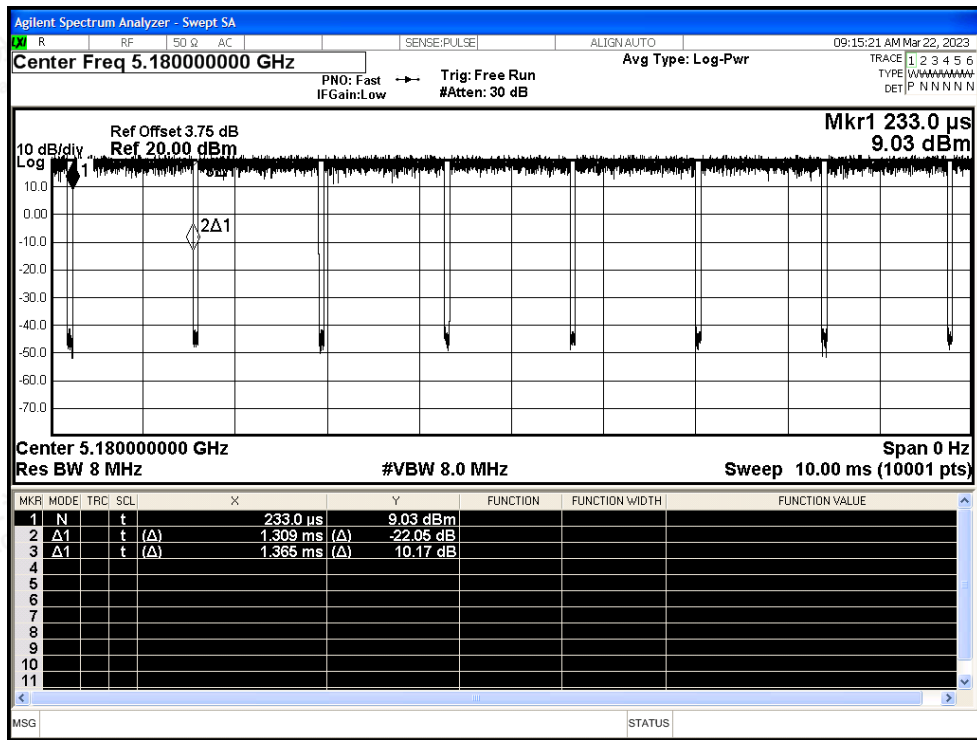 Agilent Spectrum Analyzer - Swept SA
LXI R RF 50 Ω AC SENSE:PULSE ALIGN AUTO 09:15:21 AM Mar 22, 2023
Center Freq 5.180000000 GHz
PNO: Fast
IFGain:Low
Trig: Free Run
#Atten: 30 dB
Avg Type: Log-Pwr
TRACE 1 2 3 4 5 6
TYPE
DET P N N N N N
Mkr1 233.0 µs
9.03 dBm
Ref Offset 3.75 dB
10 dB/div Ref 20.00 dBm
Log
1
10.0
0.00
2Δ1
-10.0
-20.0
-30.0
-40.0
-50.0
-60.0
-70.0
Center 5.180000000 GHz Span 0 Hz
Res BW 8 MHz #VBW 8.0 MHz Sweep 10.00 ms (10001 pts)
MKR MODE TRC SCL X Y FUNCTION FUNCTION WIDTH FUNCTION VALUE
1 N t 233.0 µs 9.03 dBm
2 Δ1 t (Δ) 1.309 ms (Δ) -22.05 dB
3 Δ1 t (Δ) 1.365 ms (Δ) 10.17 dB
4
5
6
7
8
9
10
11
MSG STATUS